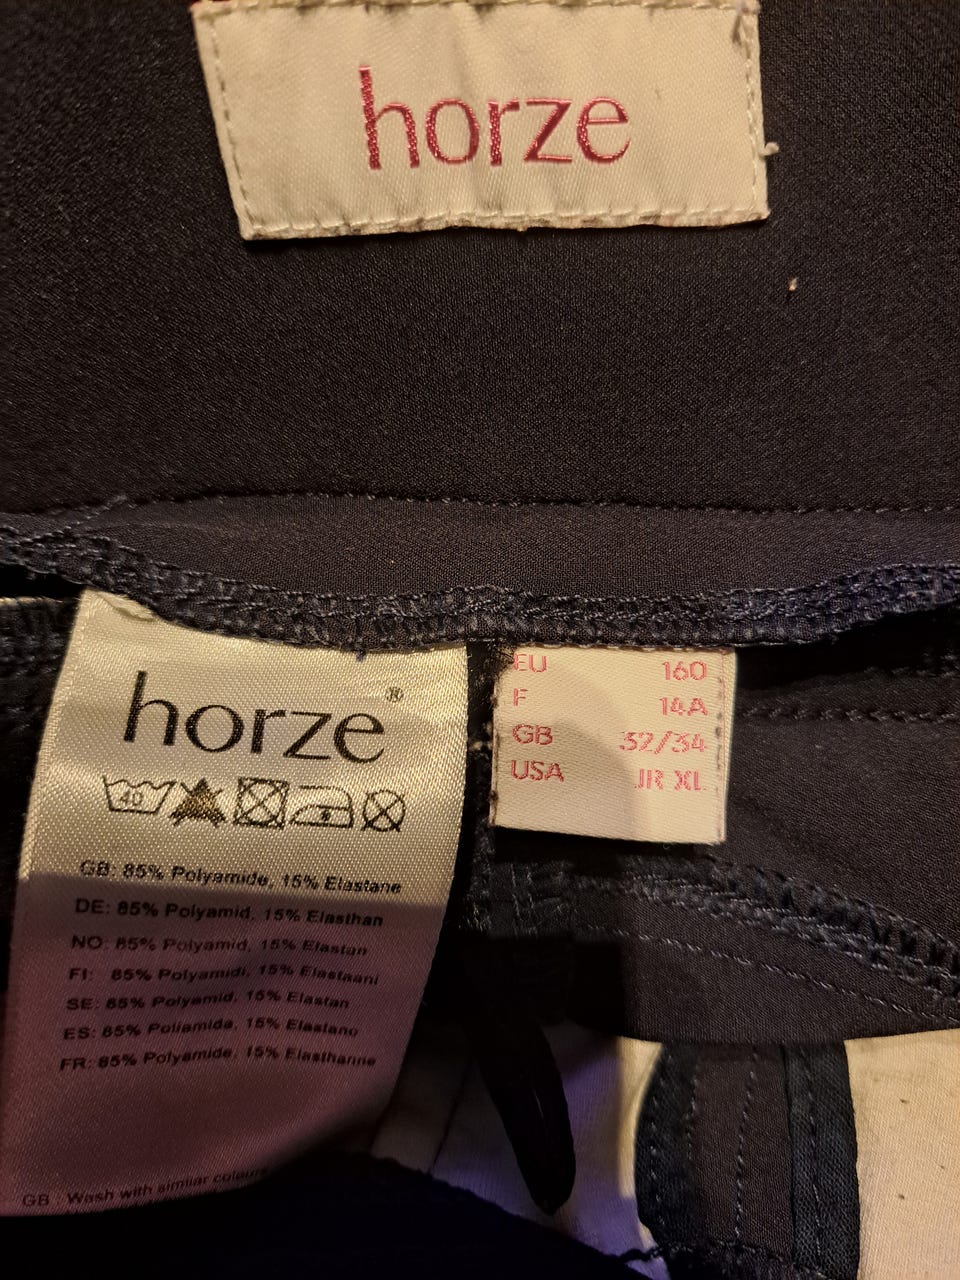 horze
horze®
40
GB: 85% Polyamide, 15% Elastane
DE: 85% Polyamid, 15% Elasthan
NO: 85% Polyamid, 15% Elastan
FI: 85% Polyamidi, 15% Elastaani
SE: 85% Polyamid, 15% Elastan
ES: 85% Poliamida, 15% Elastano
FR: 85% Polyamide, 15% Elasthanne
GB : Wash with similar colours
EU 160
F 14A
GB 32/34
USA JR XL